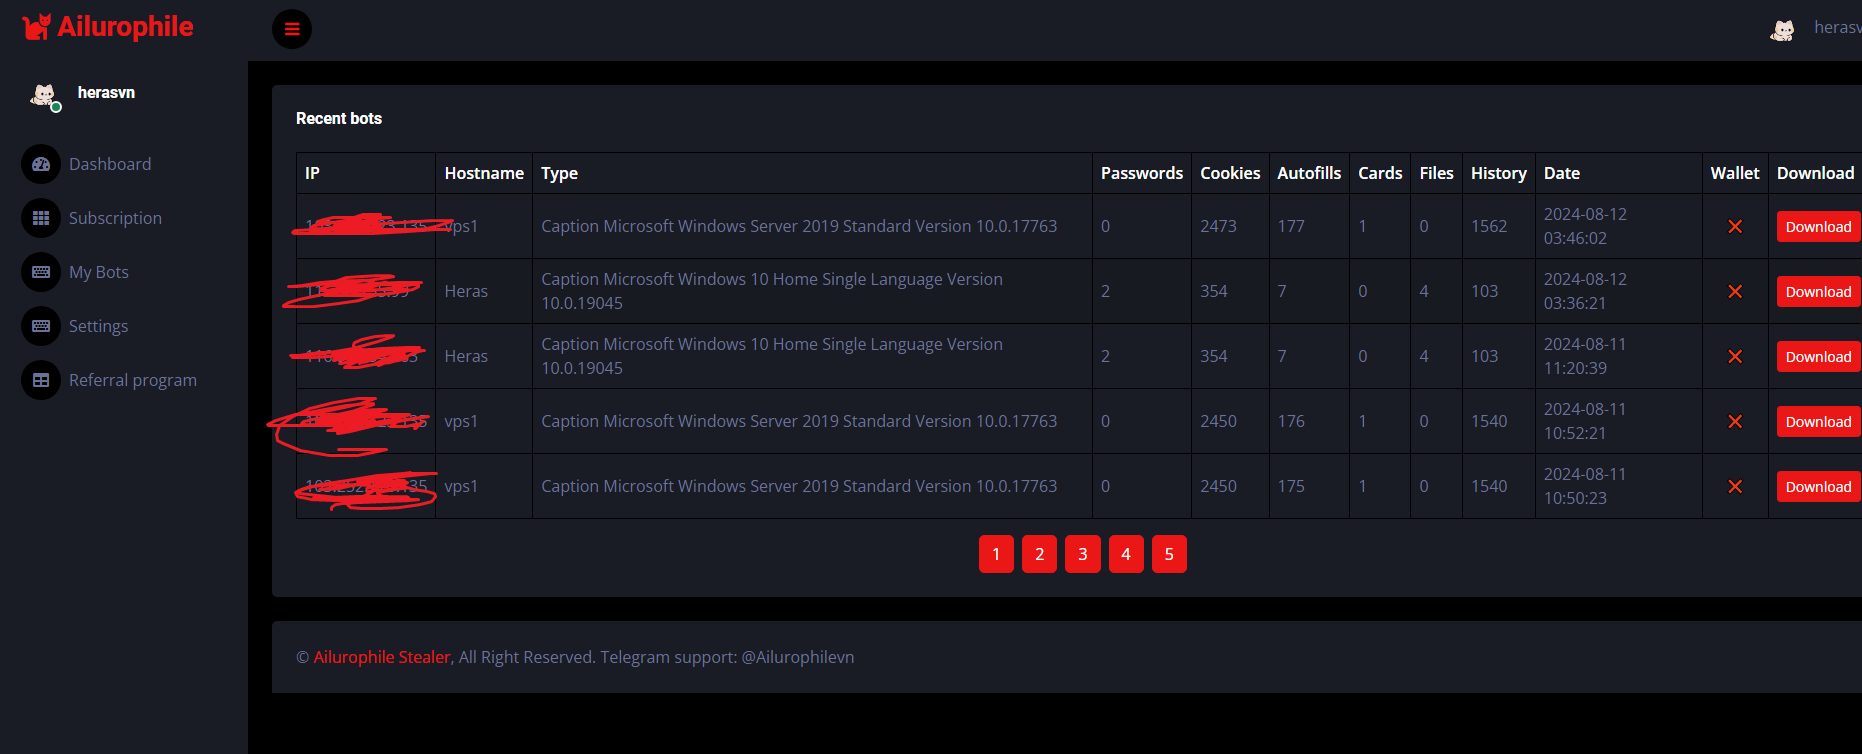 Ailurophile
herasv
herasvn
Dashboard
Subscription
My Bots
Settings
Referral program
Recent bots
IP Hostname Type Passwords Cookies Autofills Cards Files History Date Wallet Download
vps1 Caption Microsoft Windows Server 2019 Standard Version 10.0.17763 0 2473 177 1 0 1562 2024-08-12 03:46:02 Download
Heras Caption Microsoft Windows 10 Home Single Language Version 10.0.19045 2 354 7 0 4 103 2024-08-12 03:36:21 Download
Heras Caption Microsoft Windows 10 Home Single Language Version 10.0.19045 2 354 7 0 4 103 2024-08-11 11:20:39 Download
vps1 Caption Microsoft Windows Server 2019 Standard Version 10.0.17763 0 2450 176 1 0 1540 2024-08-11 10:52:21 Download
vps1 Caption Microsoft Windows Server 2019 Standard Version 10.0.17763 0 2450 175 1 0 1540 2024-08-11 10:50:23 Download
1 2 3 4 5
© Ailurophile Stealer, All Right Reserved. Telegram support: @Ailurophilevn